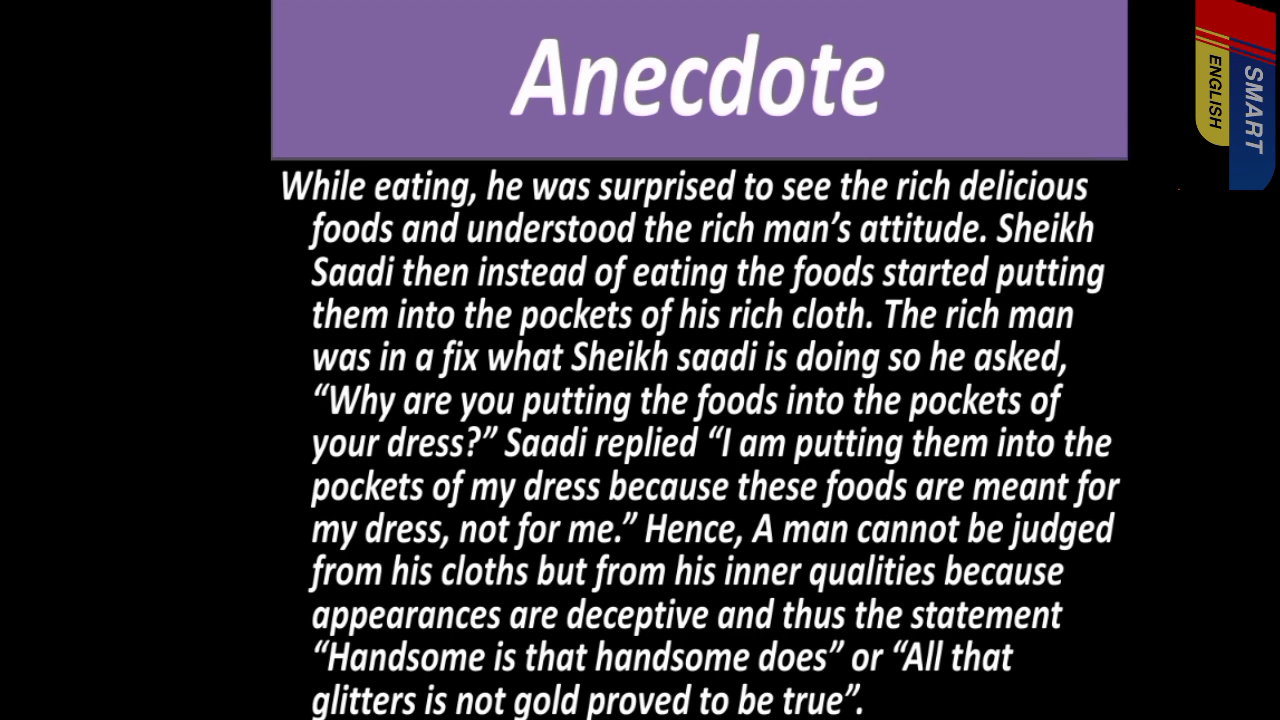 Anecdote
While eating, he was surprised to see the rich delicious
foods and understood the rich man’s attitude. Sheikh
Saadi then instead of eating the foods started putting
them into the pockets of his rich cloth. The rich man
was in a fix what Sheikh saadi is doing so he asked,
“Why are you putting the foods into the pockets of
your dress?” Saadi replied “I am putting them into the
pockets of my dress because these foods are meant for
my dress, not for me.” Hence, A man cannot be judged
from his cloths but from his inner qualities because
appearances are deceptive and thus the statement
“Handsome is that handsome does” or “All that
glitters is not gold proved to be true”.
SMART
ENGLISH